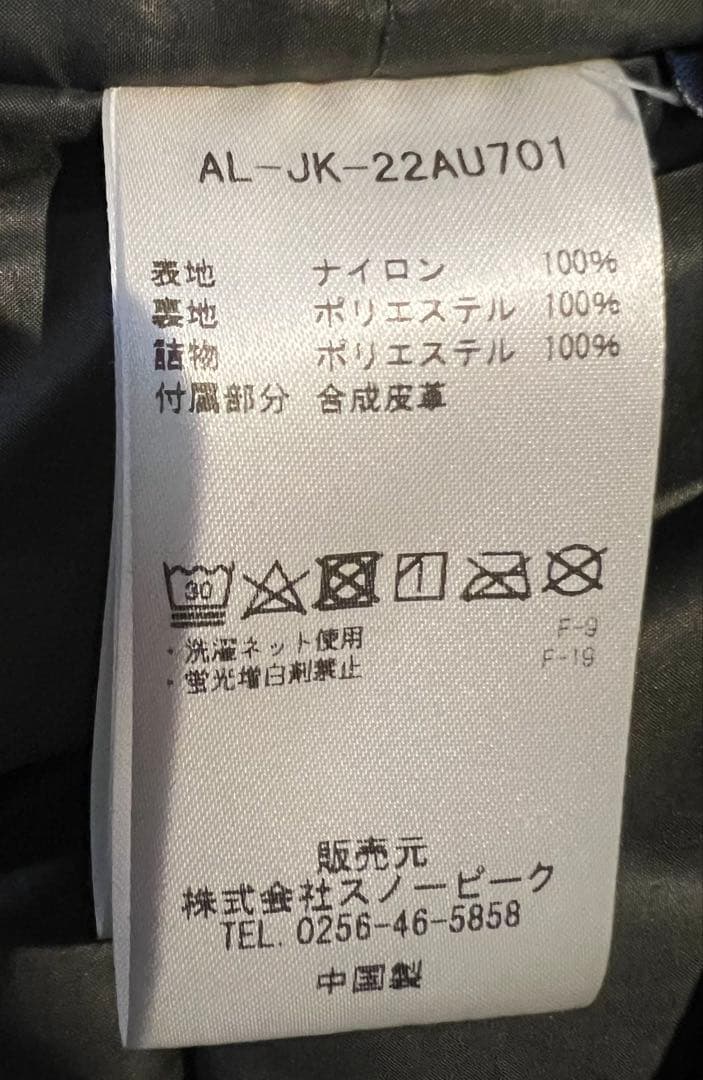 AL-JK-22AU701
表地 ナイロン 100%
裏地 ポリエステル 100%
詰物 ポリエステル 100%
付属部分 合成皮革
30
・洗濯ネット使用 F-9
・蛍光増白剤禁止 F-19
販売元
株式会社スノーピーク
TEL. 0256-46-5858
中国製